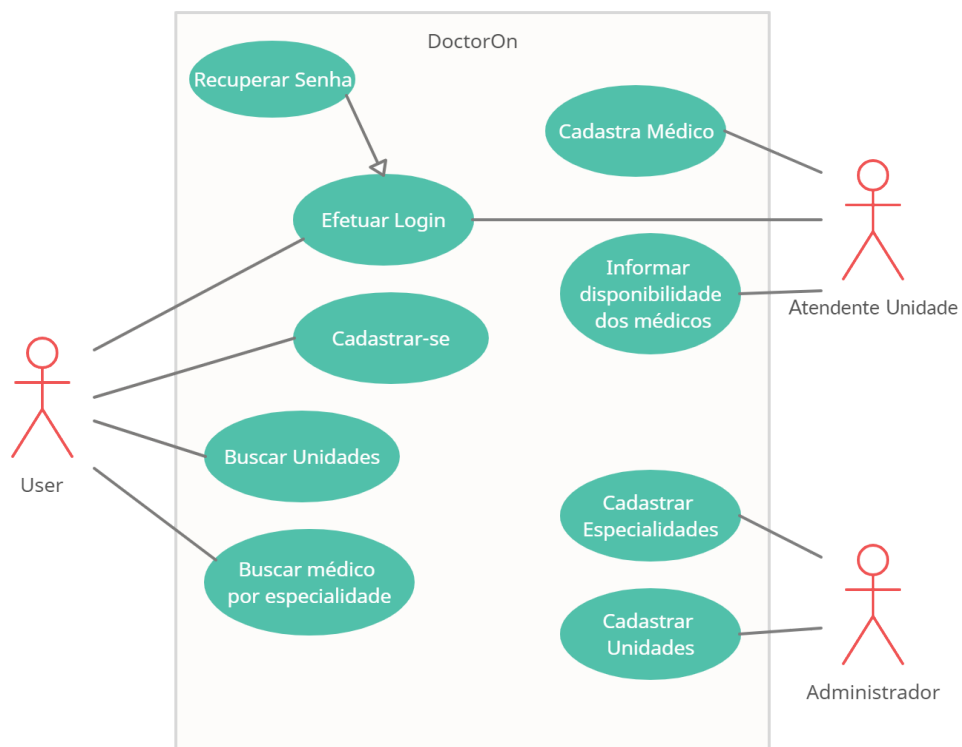 DoctorOn
Recuperar Senha
Cadastra Médico
Efetuar Login
Informar
disponibilidade
dos médicos
Atendente Unidade
Cadastrar-se
Buscar Unidades
User
Cadastrar
Especialidades
Buscar médico
por especialidade
Cadastrar
Unidades
Administrador